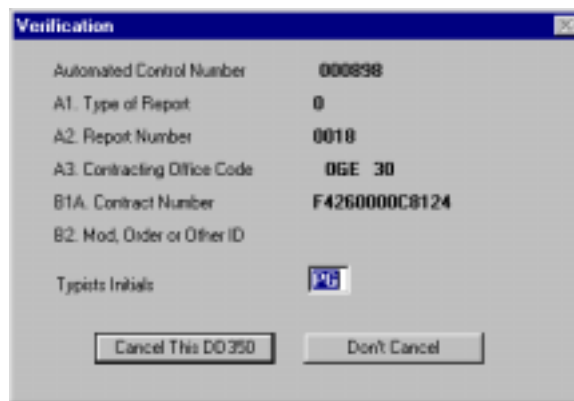 Verification
Automated Control Number 000898
A1. Type of Report 0
A2. Report Number 0018
A3. Contracting Office Code 0GE 30
B1A. Contract Number F4260000C8124
B2. Mod, Order or Other ID
Typists Initials PG
Cancel This DD350 Don't Cancel